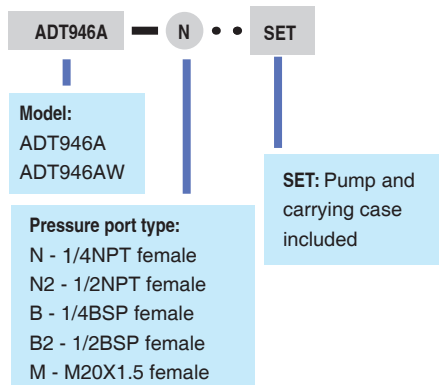 ADT946A — N • • SET
Model:
ADT946A
ADT946AW
Pressure port type:
N - 1/4NPT female
N2 - 1/2NPT female
B - 1/4BSP female
B2 - 1/2BSP female
M - M20X1.5 female
SET: Pump and
carrying case
included